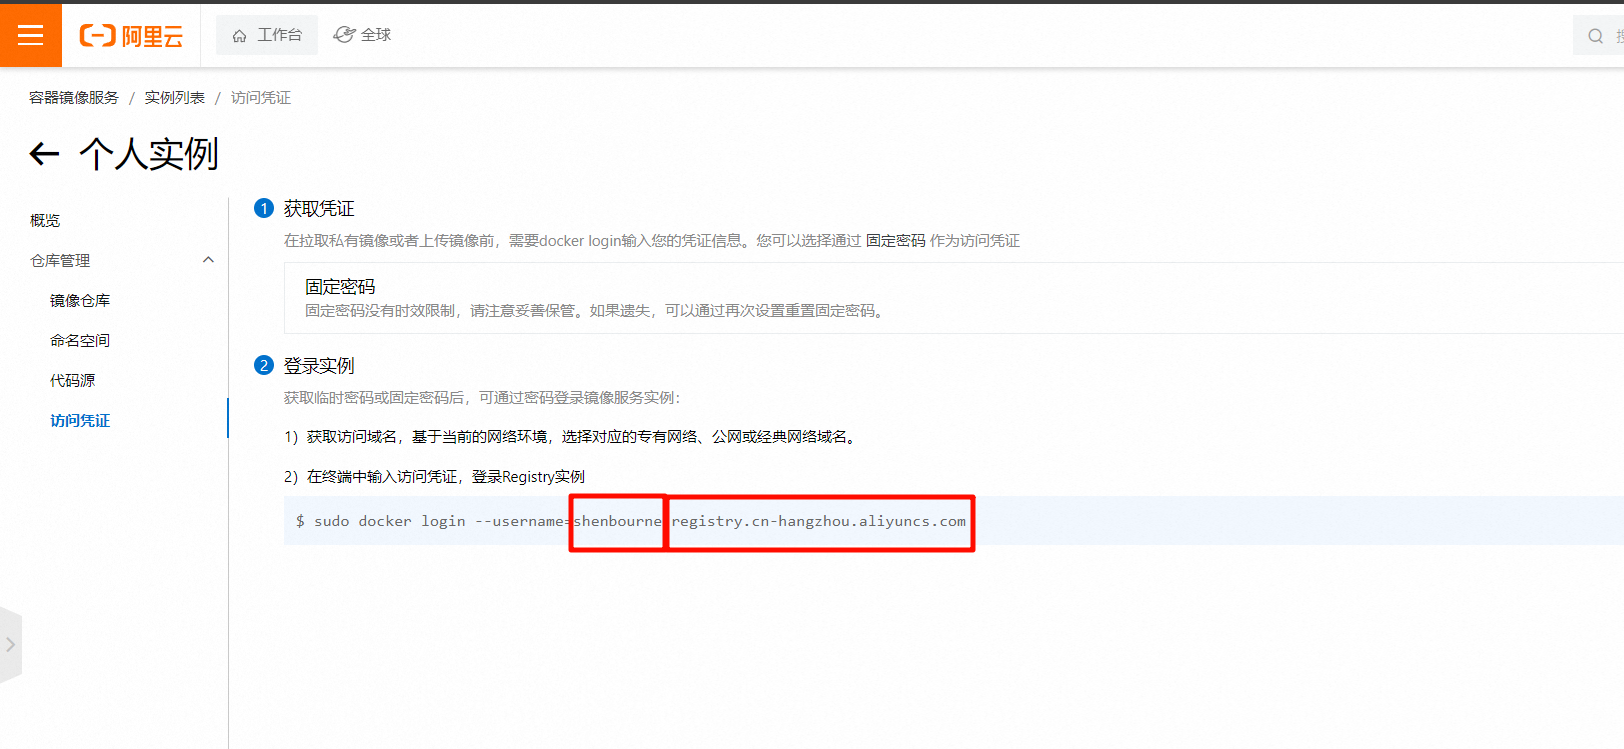 阿里云 工作台 全球
容器镜像服务 / 实例列表 / 访问凭证
个人实例
概览
仓库管理
镜像仓库
命名空间
代码源
访问凭证
1 获取凭证
在拉取私有镜像或者上传镜像前，需要docker login输入您的凭证信息。您可以选择通过 固定密码 作为访问凭证
固定密码
固定密码没有时效限制，请注意妥善保管。如果遗失，可以通过再次设置重置固定密码。
2 登录实例
获取临时密码或固定密码后，可通过密码登录镜像服务实例：
1）获取访问域名，基于当前的网络环境，选择对应的专有网络、公网或经典网络域名。
2）在终端中输入访问凭证，登录Registry实例
$ sudo docker login --username=shenbourne registry.cn-hangzhou.aliyuncs.com